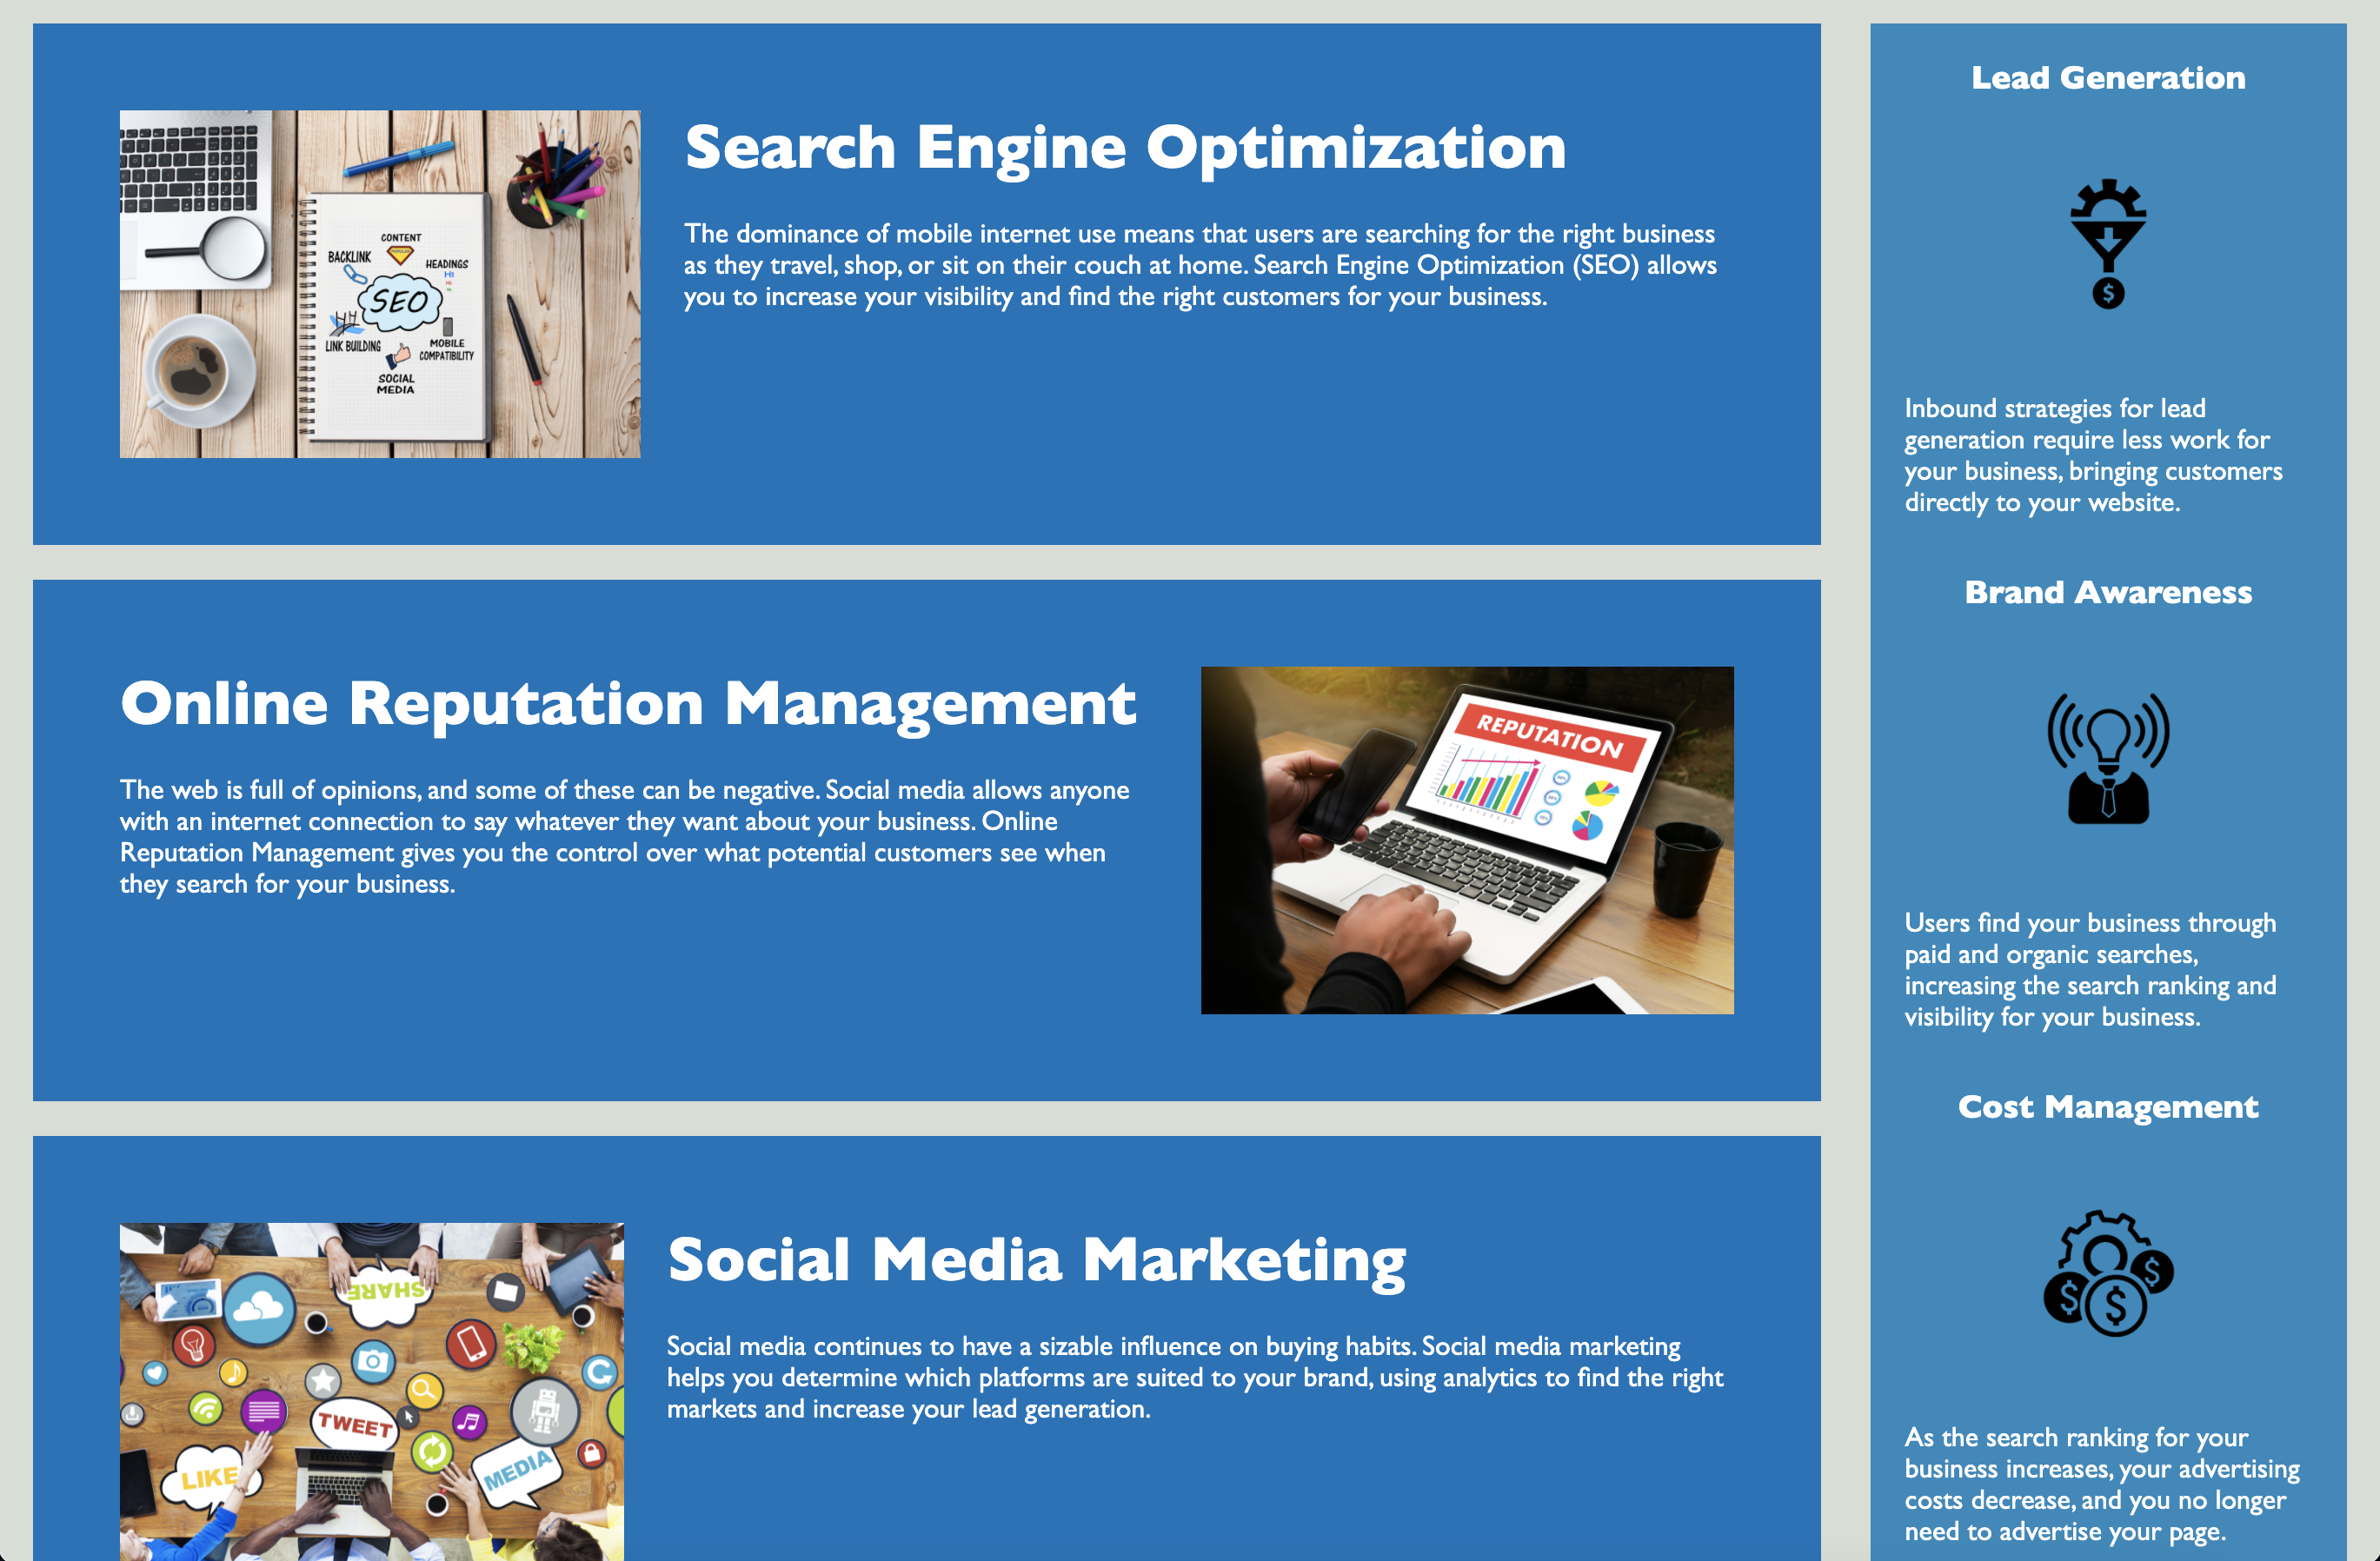 Search Engine Optimization
The dominance of mobile internet use means that users are searching for the right business
as they travel, shop, or sit on their couch at home. Search Engine Optimization (SEO) allows
you to increase your visibility and find the right customers for your business.
CONTENT
BACKLINK
HEADINGS
H1
SEO
LINK BUILDING
MOBILE
COMPATIBILITY
SOCIAL
MEDIA
Online Reputation Management
The web is full of opinions, and some of these can be negative. Social media allows anyone
with an internet connection to say whatever they want about your business. Online
Reputation Management gives you the control over what potential customers see when
they search for your business.
REPUTATION
Social Media Marketing
Social media continues to have a sizable influence on buying habits. Social media marketing
helps you determine which platforms are suited to your brand, using analytics to find the right
markets and increase your lead generation.
SHARE
TWEET
LIKE
MEDIA
Lead Generation
$
Inbound strategies for lead
generation require less work for
your business, bringing customers
directly to your website.
Brand Awareness
Users find your business through
paid and organic searches,
increasing the search ranking and
visibility for your business.
Cost Management
$
$
$
As the search ranking for your
business increases, your advertising
costs decrease, and you no longer
need to advertise your page.